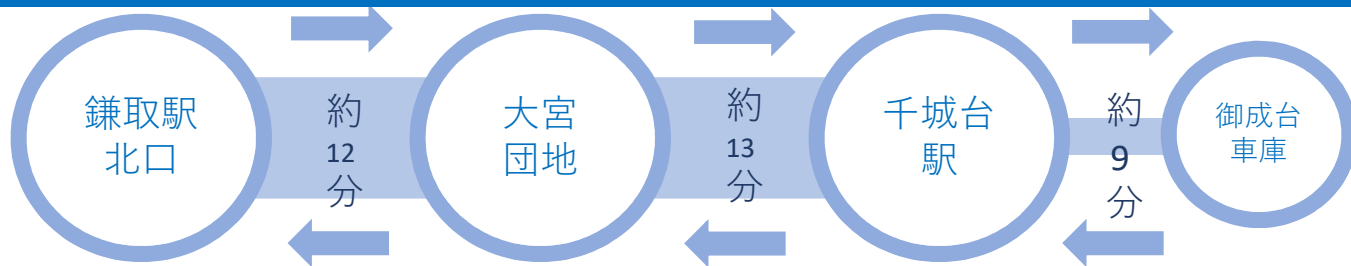 鎌取駅
北口
約
12
分
大宮
団地
約
13
分
千城台
駅
約
9
分
御成台
車庫